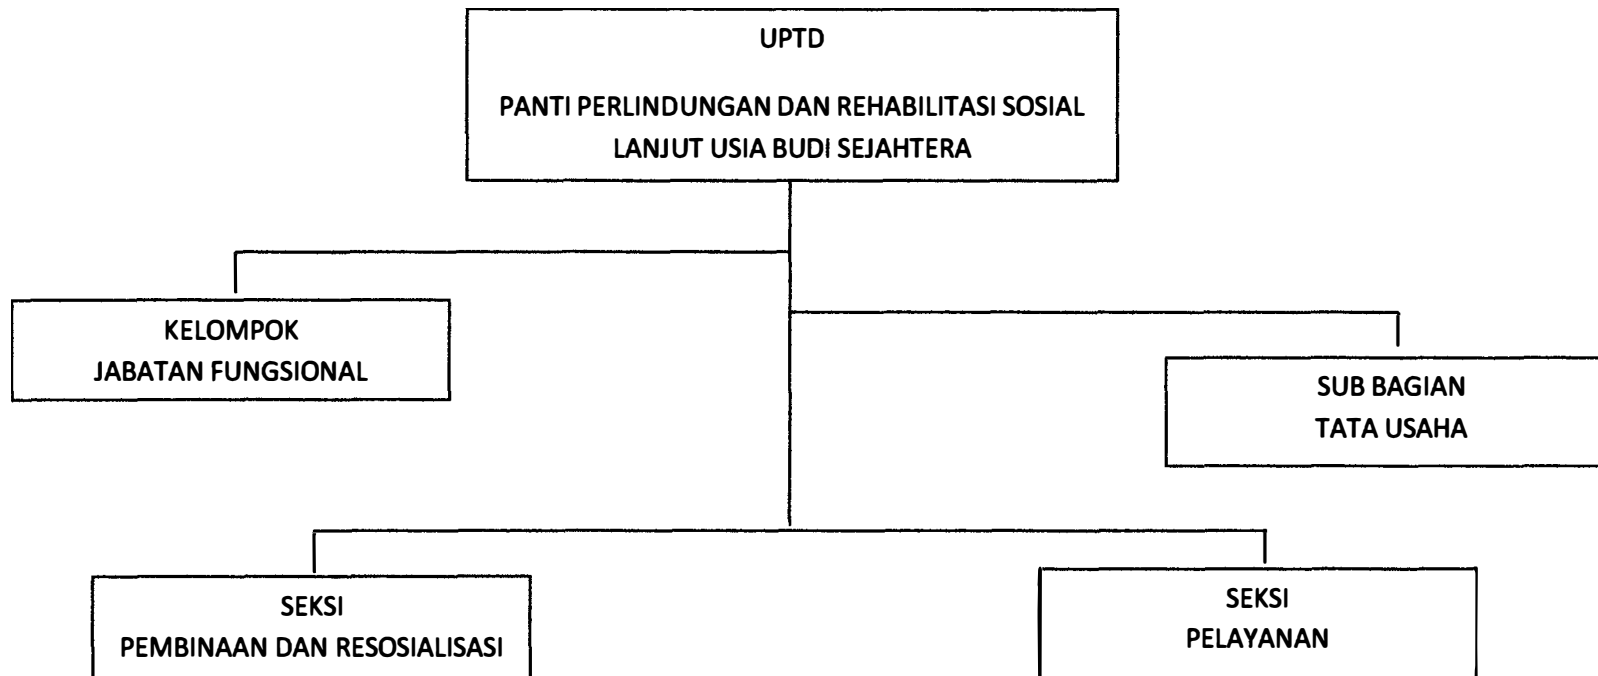 UPTD
PANTI PERLINDUNGAN DAN REHABILITASI SOSIAL
LANJUT USIA BUDI SEJAHTERA
KELOMPOK
JABATAN FUNGSIONAL
SUB BAGIAN
TATA USAHA
SEKSI
PEMBINAAN DAN RESOSIALISASI
SEKSI
PELAYANAN